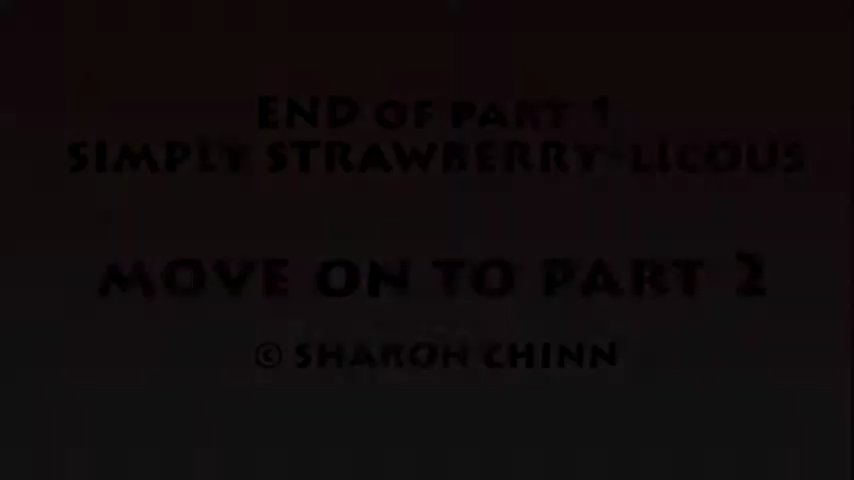 END OF PART 1
SIMPLY STRAWBERRY-LICOUS
MOVE ON TO PART 2
© SHARON CHINN